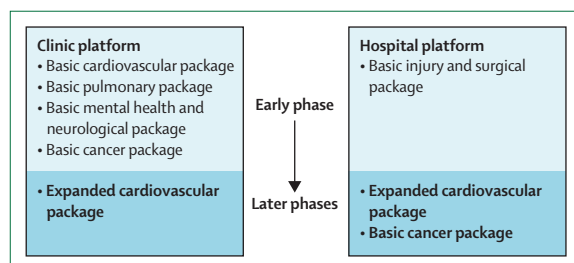 Clinic platform
• Basic cardiovascular package
• Basic pulmonary package
• Basic mental health and
neurological package
• Basic cancer package
• Expanded cardiovascular
package
Early phase
Later phases
Hospital platform
• Basic injury and surgical
package
• Expanded cardiovascular
package
• Basic cancer package